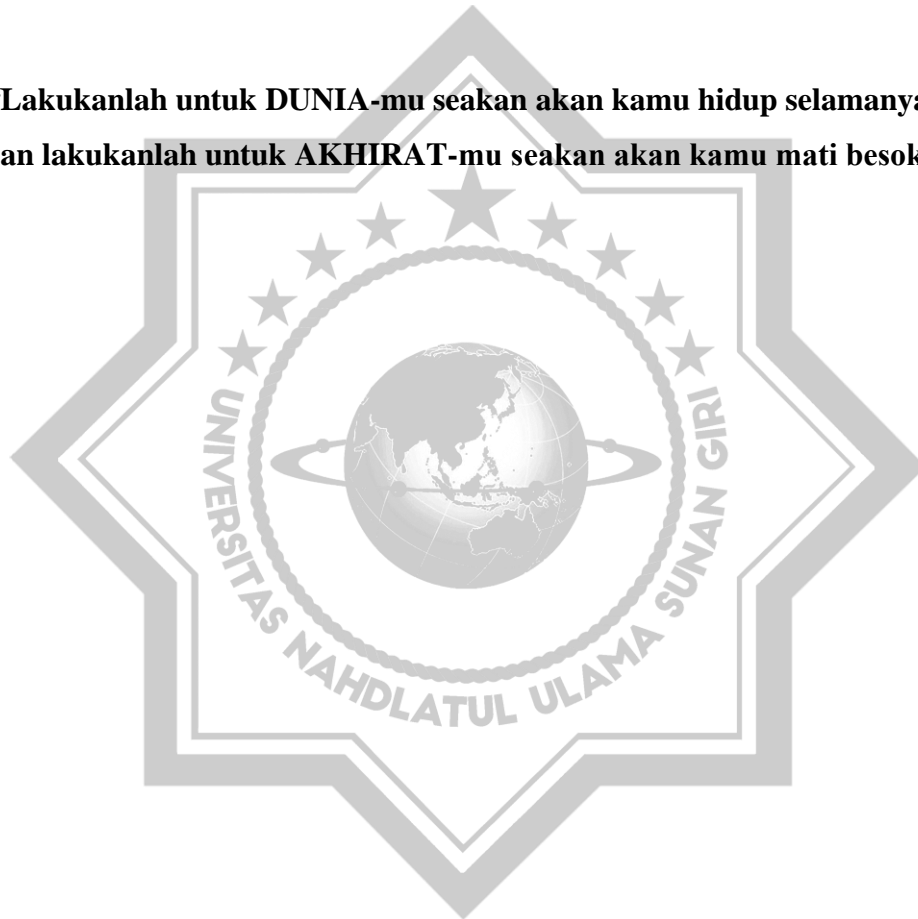 Lakukanlah untuk DUNIA-mu seakan akan kamu hidup selamanya
an lakukanlah untuk AKHIRAT-mu seakan akan kamu mati besok
UNIVERSITAS NAHDLATUL ULAMA SUNAN GIRI